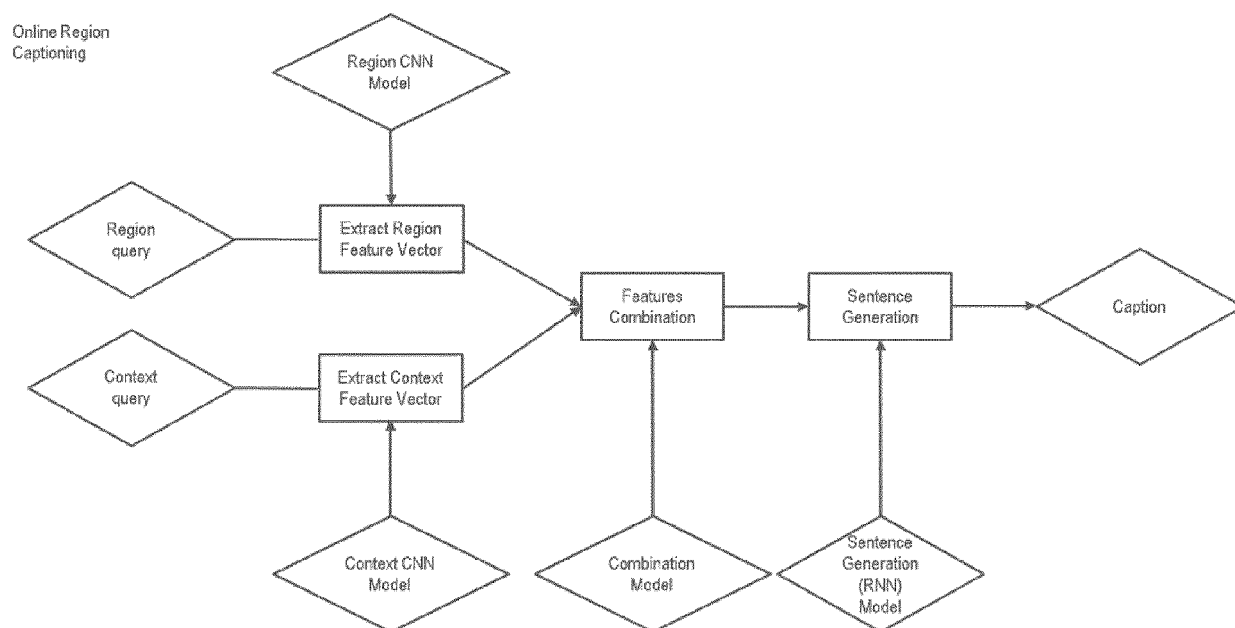 Online Region
Captioning
Region CNN
Model
Region
query
Extract Region
Feature Vector
Features
Combination
Sentence
Generation
Caption
Context
query
Extract Context
Feature Vector
Context CNN
Model
Combination
Model
Sentence
Generation
(RNN)
Model